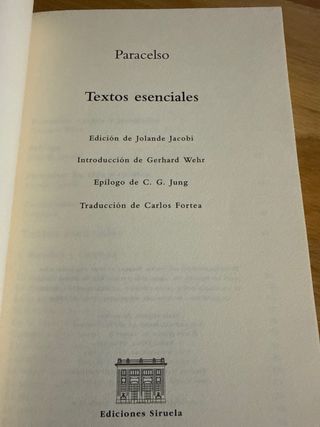 Paracelso
Textos esenciales
Edición de Jolande Jacobi
Introducción de Gerhard Wehr
Epílogo de C. G. Jung
Traducción de Carlos Fortea
Ediciones Siruela